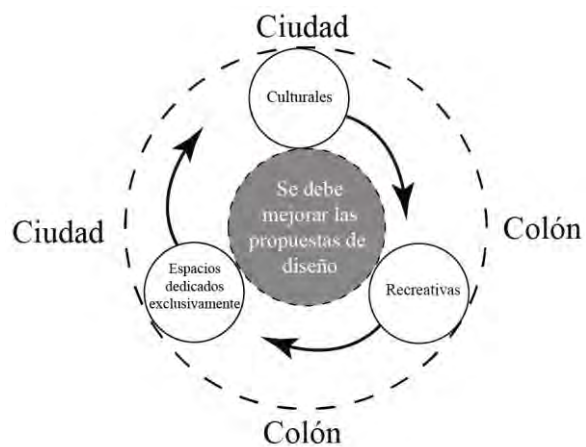 Ciudad
Culturales
Se debe
mejorar las
propuestas de
diseño
Ciudad
Colón
Espacios
dedicados
exclusivamente
Recreativas
Colón